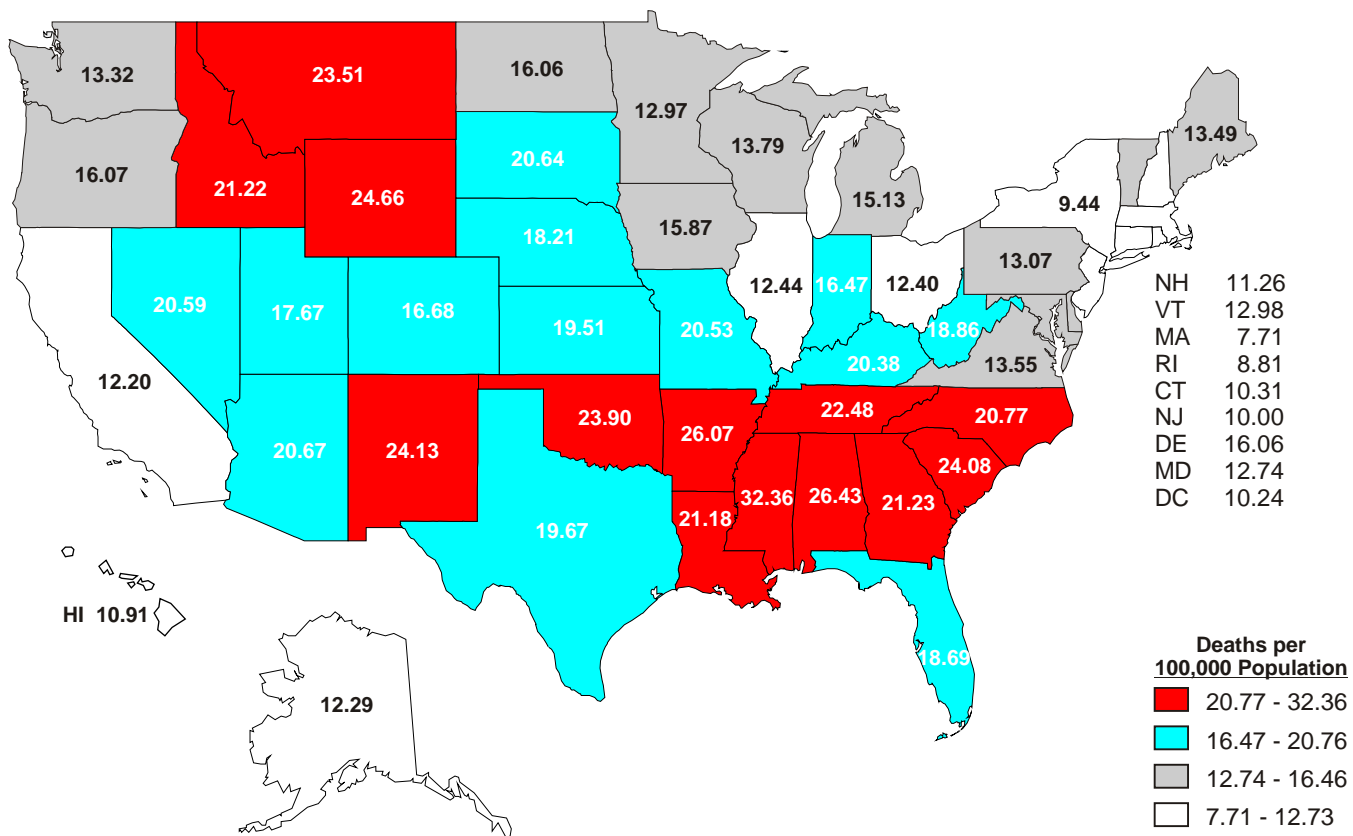 13.32
23.51
16.06
12.97
13.79
13.49
16.07
21.22
24.66
20.64
15.13
9.44
15.87
18.21
13.07
20.59
17.67
16.68
19.51
20.53
12.44
16.47
12.40
18.86
20.38
13.55
12.20
20.67
24.13
23.90
26.07
22.48
20.77
24.08
32.36
26.43
21.23
21.18
19.67
18.69
HI 10.91
12.29
NH 11.26
VT 12.98
MA 7.71
RI 8.81
CT 10.31
NJ 10.00
DE 16.06
MD 12.74
DC 10.24
Deaths per
100,000 Population
20.77 - 32.36
16.47 - 20.76
12.74 - 16.46
7.71 - 12.73